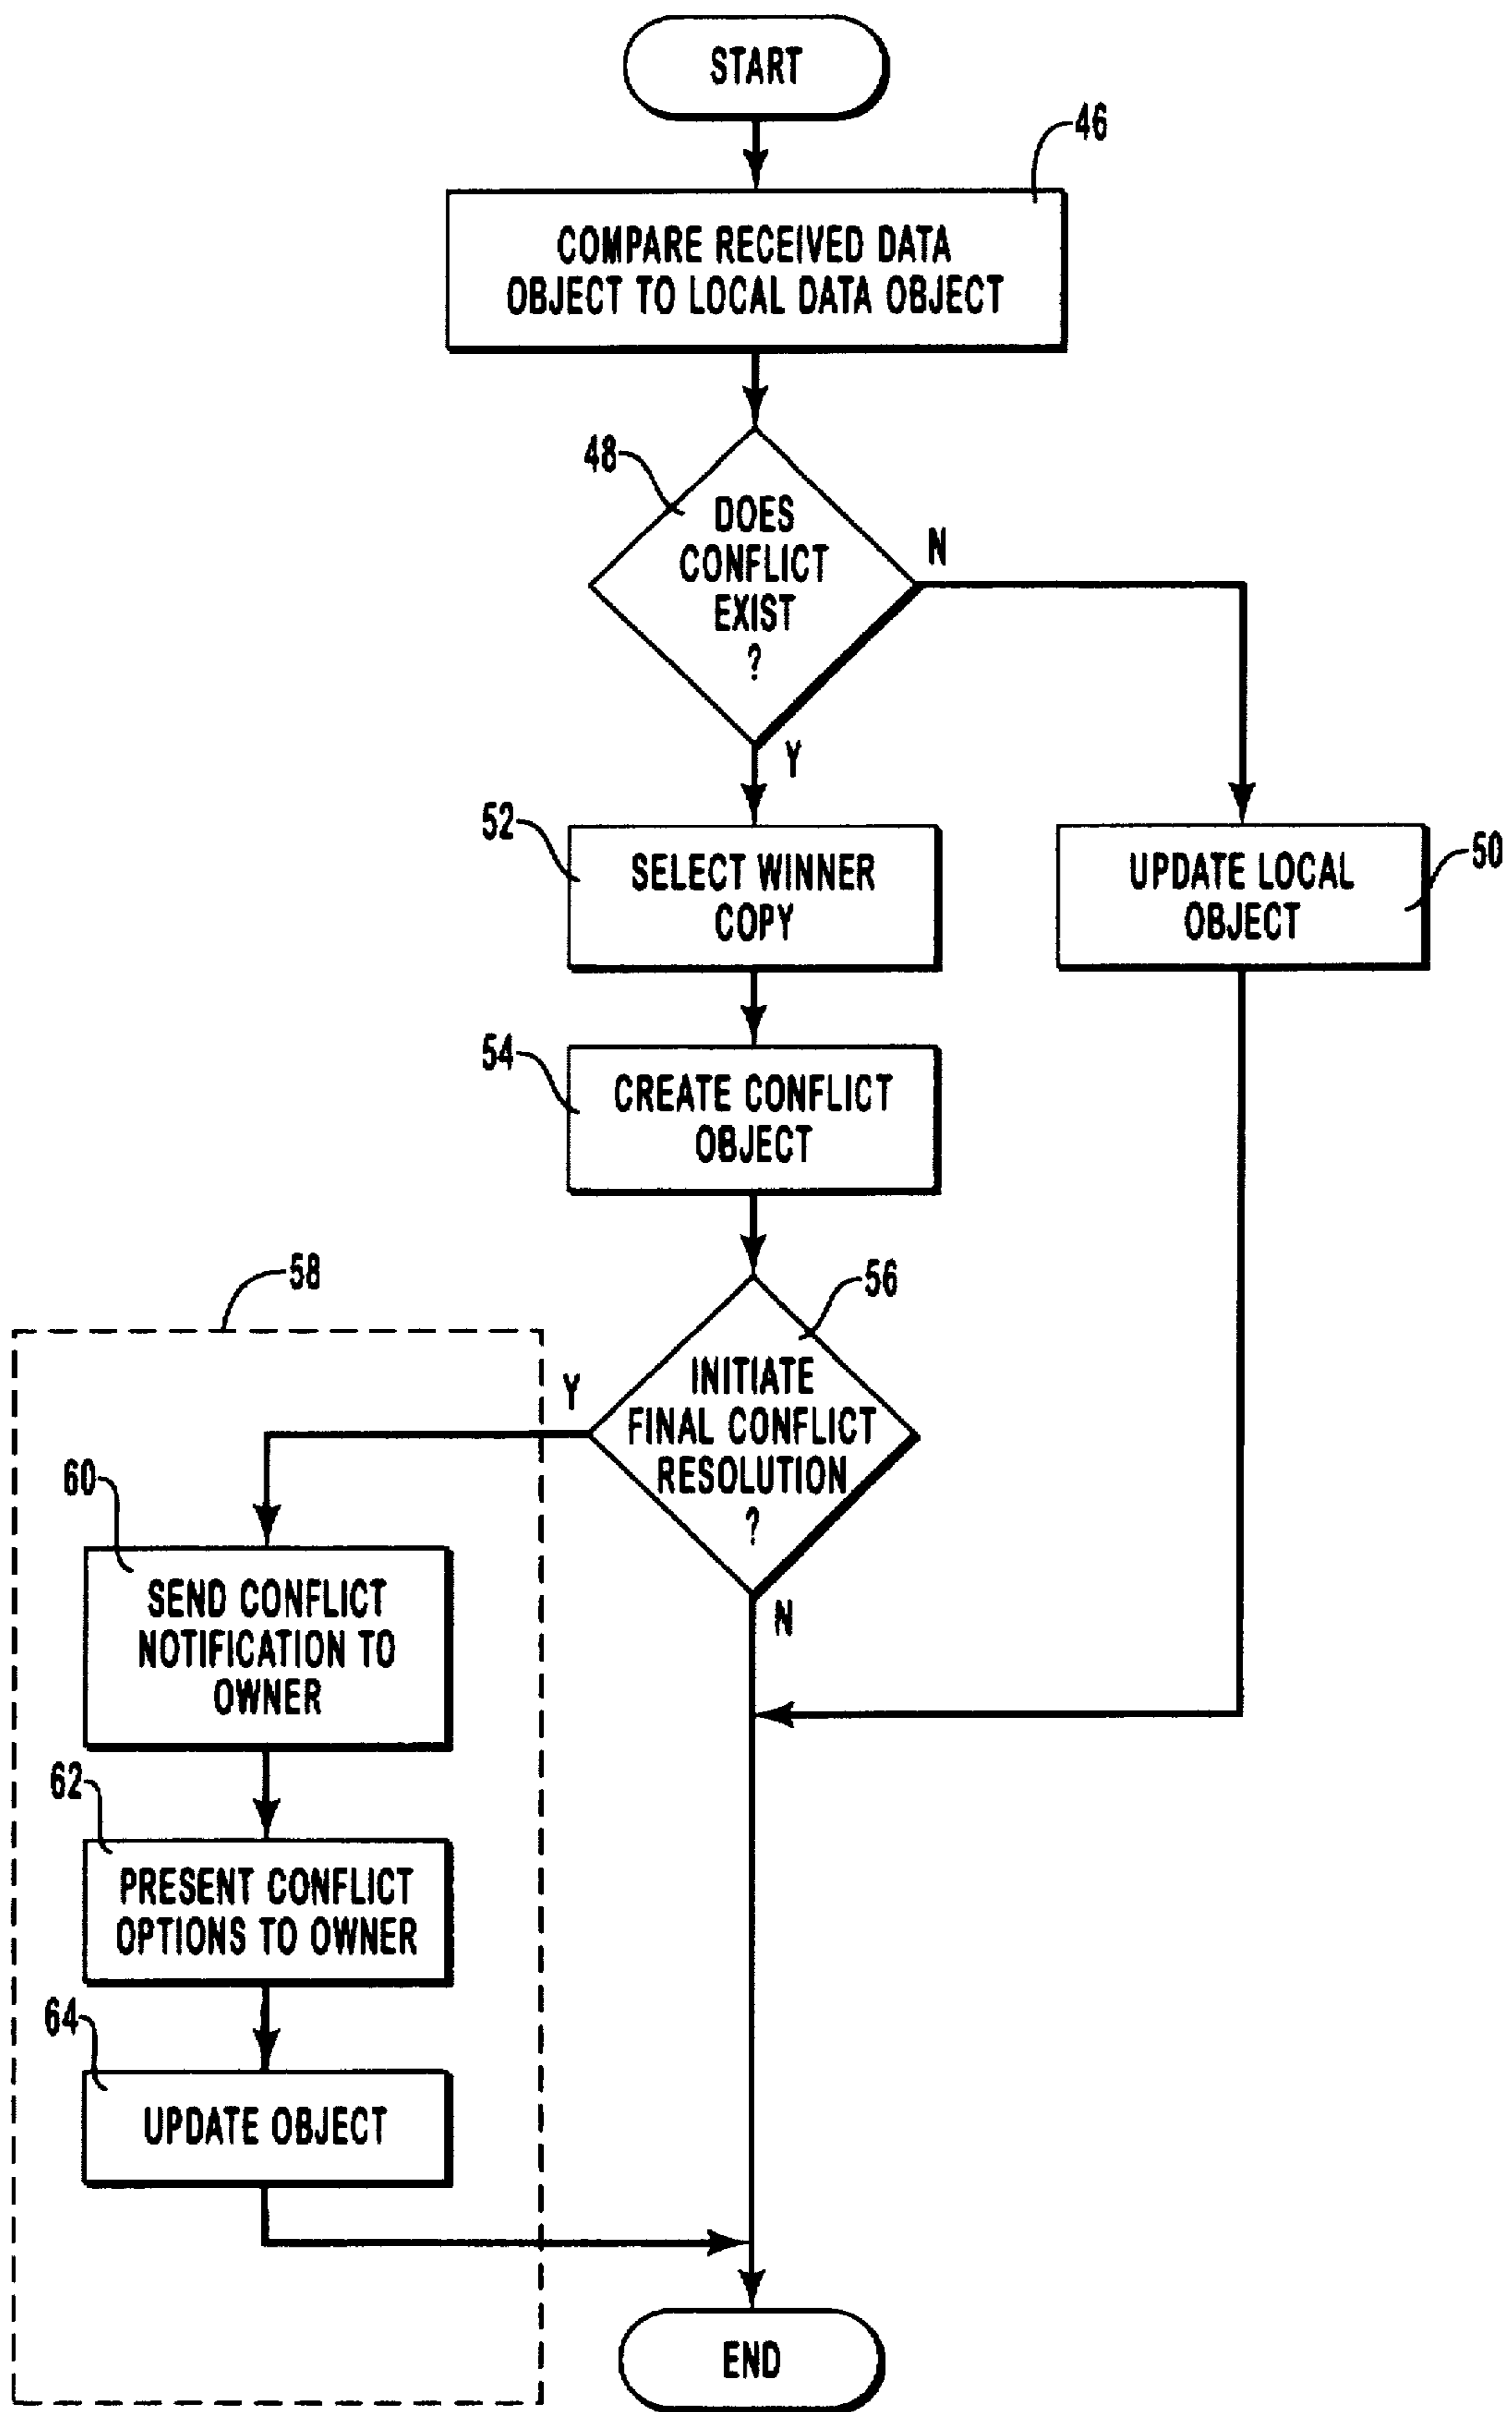 START
46
COMPARE RECEIVED DATA
OBJECT TO LOCAL DATA OBJECT
48
DOES
CONFLICT
EXIST
?
N
Y
52
SELECT WINNER
COPY
UPDATE LOCAL
OBJECT
50
54
CREATE CONFLICT
OBJECT
58
56
INITIATE
FINAL CONFLICT
RESOLUTION
?
Y
N
60
SEND CONFLICT
NOTIFICATION TO
OWNER
62
PRESENT CONFLICT
OPTIONS TO OWNER
64
UPDATE OBJECT
END